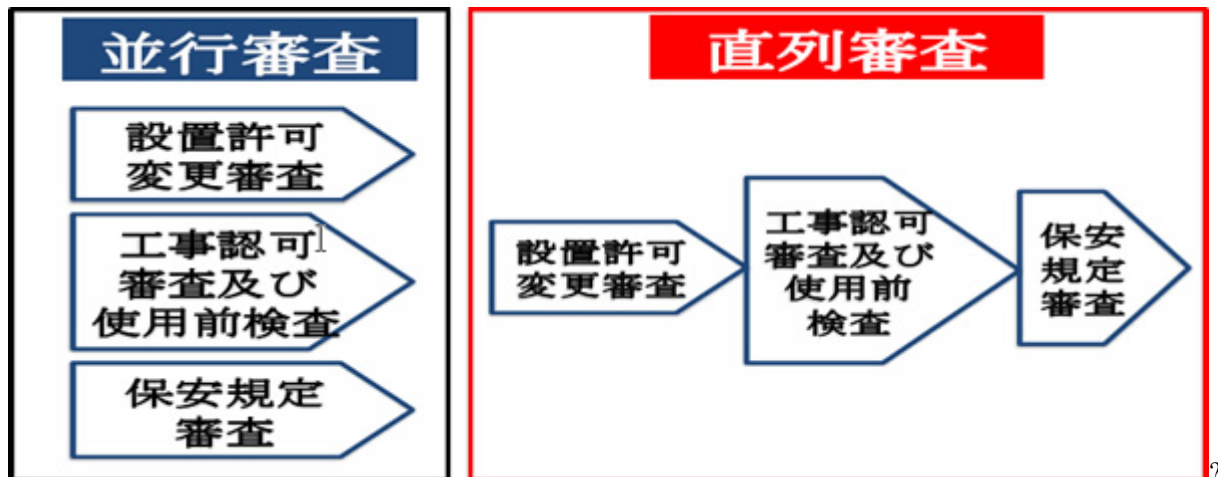 並行審査
設置許可
変更審査
工事認可
審査及び
使用前検査
保安規定
審査
直列審査
設置許可
変更審査
工事認可
審査及び
使用前
検査
保安
規定
審査